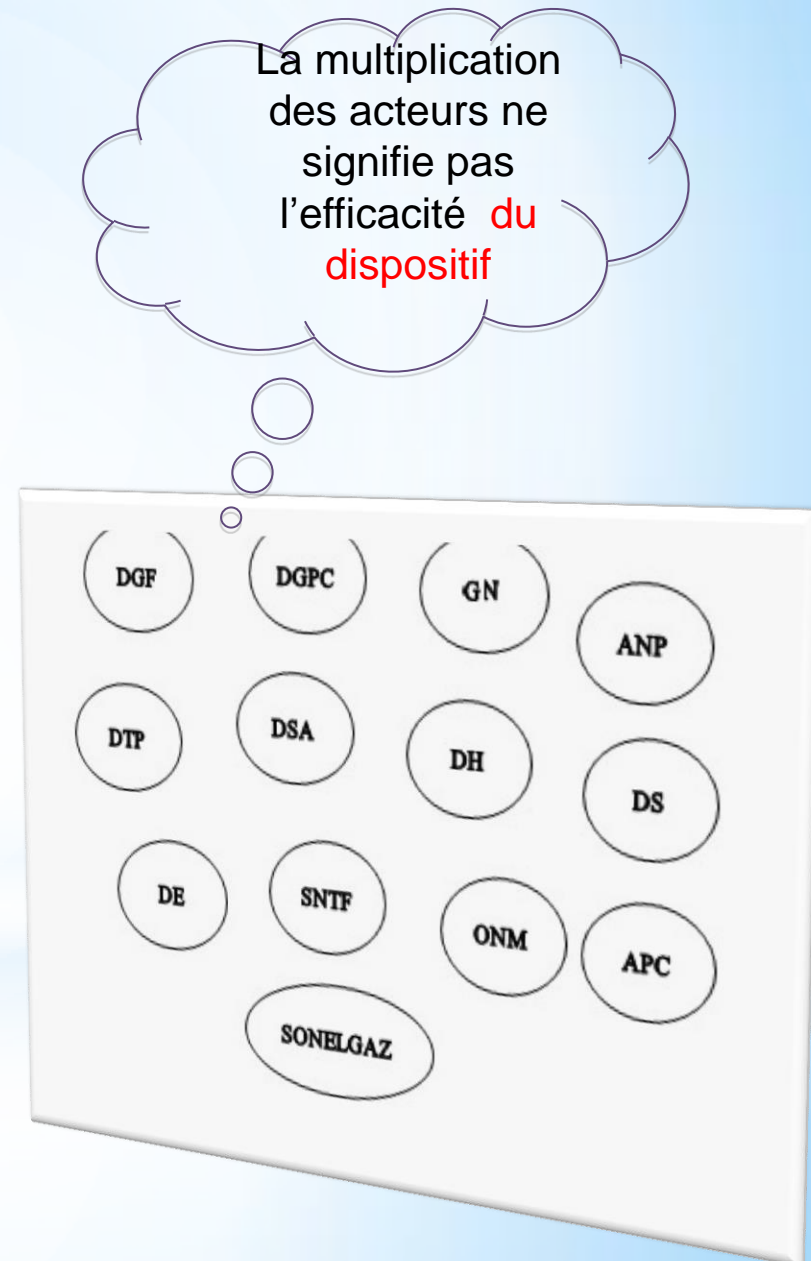 La multiplication
des acteurs ne
signifie pas
l’efficacité du
dispositif
DGF DGPC GN ANP
DTP DSA DH DS
DE SNTF ONM APC
SONELGAZ